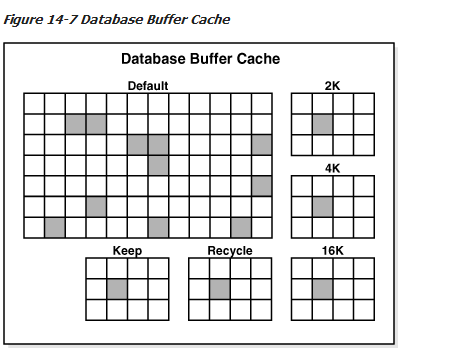 Figure 14-7 Database Buffer Cache
Database Buffer Cache
Default
2K
4K
Keep
Recycle
16K